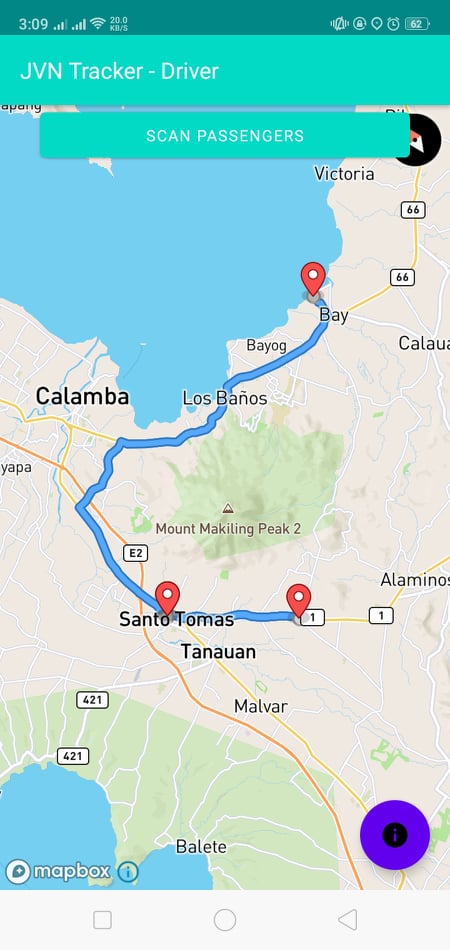 3:09
20.0
KB/S
62
JVN Tracker - Driver
SCAN PASSENGERS
Victoria
66
66
Bay
Bayog
Calaua
Calamba
Los Baños
yapa
Mount Makiling Peak 2
E2
Alaminos
Santo Tomas
1
1
Tanauan
421
Malvar
421
Balete
mapbox